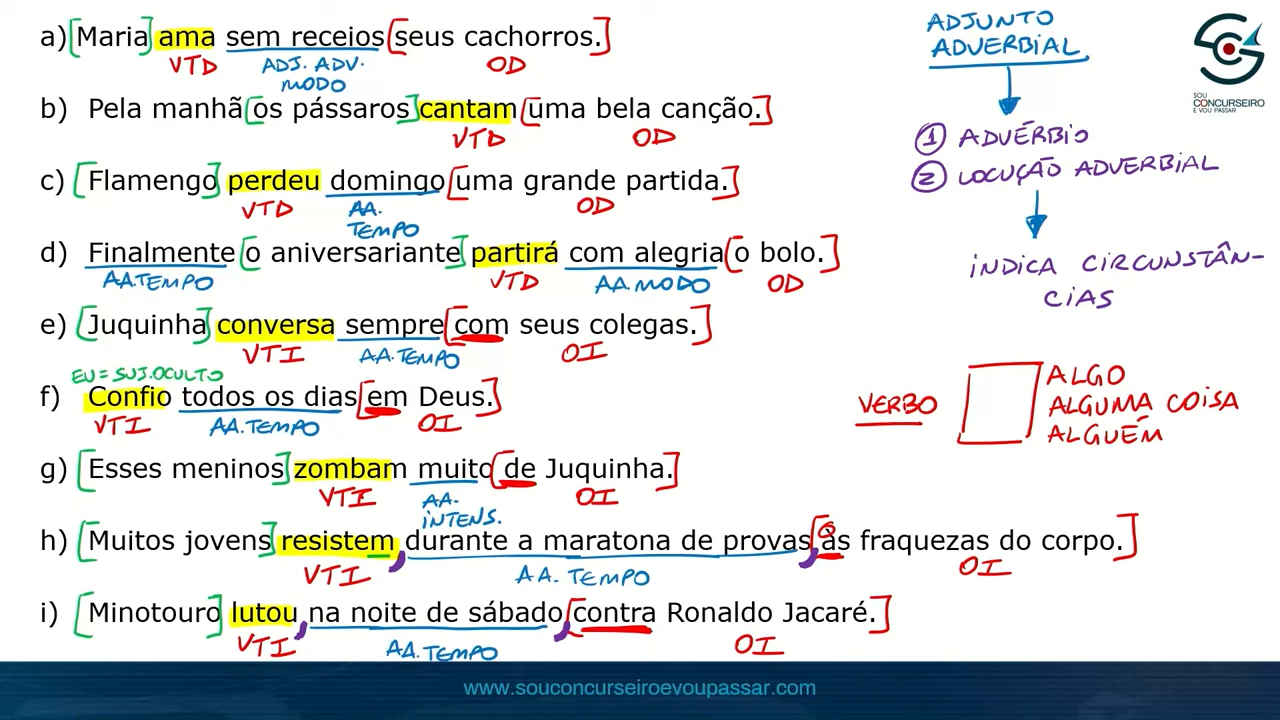 a) [Maria] ama sem receios [seus cachorros.]
VTD ADJ. ADV. MODO OD
b) Pela manhã [os pássaros] cantam [uma bela canção.]
VTD OD
c) [Flamengo] perdeu domingo [uma grande partida.]
VTD AA. TEMPO OD
d) Finalmente [o aniversariante] partirá com alegria [o bolo.]
AA.TEMPO VTD AA.MODO OD
e) [Juquinha] conversa sempre [com seus colegas.]
VTI AA.TEMPO OI
EU = SUJ.OCULTO
f) Confio todos os dias [em Deus.]
VTI AA.TEMPO OI
g) [Esses meninos] zombam muito [de Juquinha.]
VTI AA. INTENS. OI
h) [Muitos jovens] resistem, durante a maratona de provas, [às fraquezas do corpo.]
VTI AA. TEMPO OI
i) [Minotouro] lutou, na noite de sábado, [contra Ronaldo Jacaré.]
VTI AA.TEMPO OI
ADJUNTO
ADVERBIAL
1 ADVÉRBIO
2 LOCUÇÃO ADVERBIAL
INDICA CIRCUNSTÂN-
CIAS
VERBO
ALGO
ALGUMA COISA
ALGUÉM
SOU
CONCURSEIRO
E VOU PASSAR
www.souconcurseiroevoupassar.com